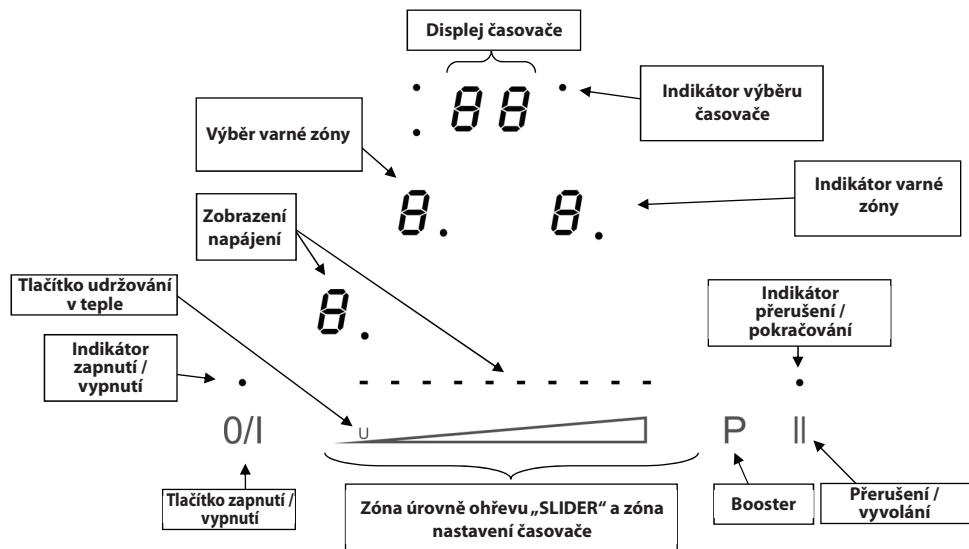 Displej časovače
88
Indikátor výběru
časovače
Výběr varné zóny
8.
8.
Indikátor varné
zóny
Zobrazení
napájení
Tlačítko udržování
v teple
8.
Indikátor
přerušení /
pokračování
Indikátor
zapnutí /
vypnutí
0/I
U
P
II
Tlačítko zapnutí /
vypnutí
Zóna úrovně ohřevu „SLIDER“ a zóna
nastavení časovače
Booster
Přerušení /
vyvolání